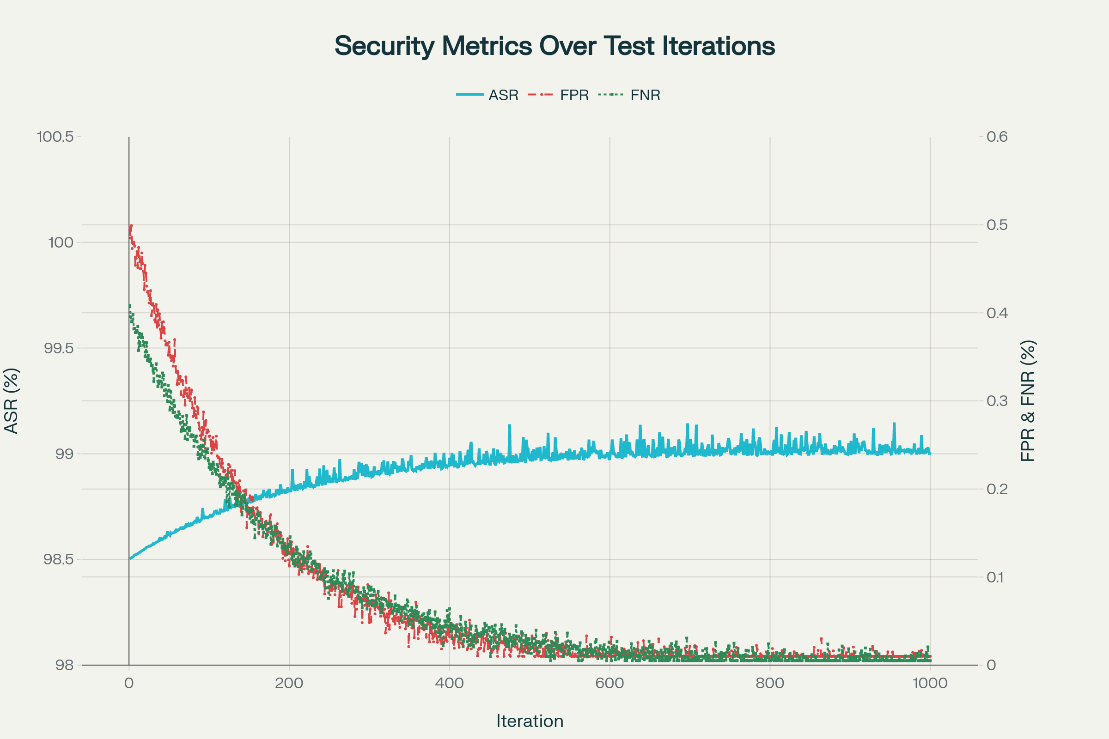 Security Metrics Over Test Iterations
ASR FPR FNR
100.5
100
99.5
99
98.5
98
ASR (%)
0.6
0.5
0.4
0.3
0.2
0.1
0
FPR & FNR (%)
0 200 400 600 800 1000
Iteration